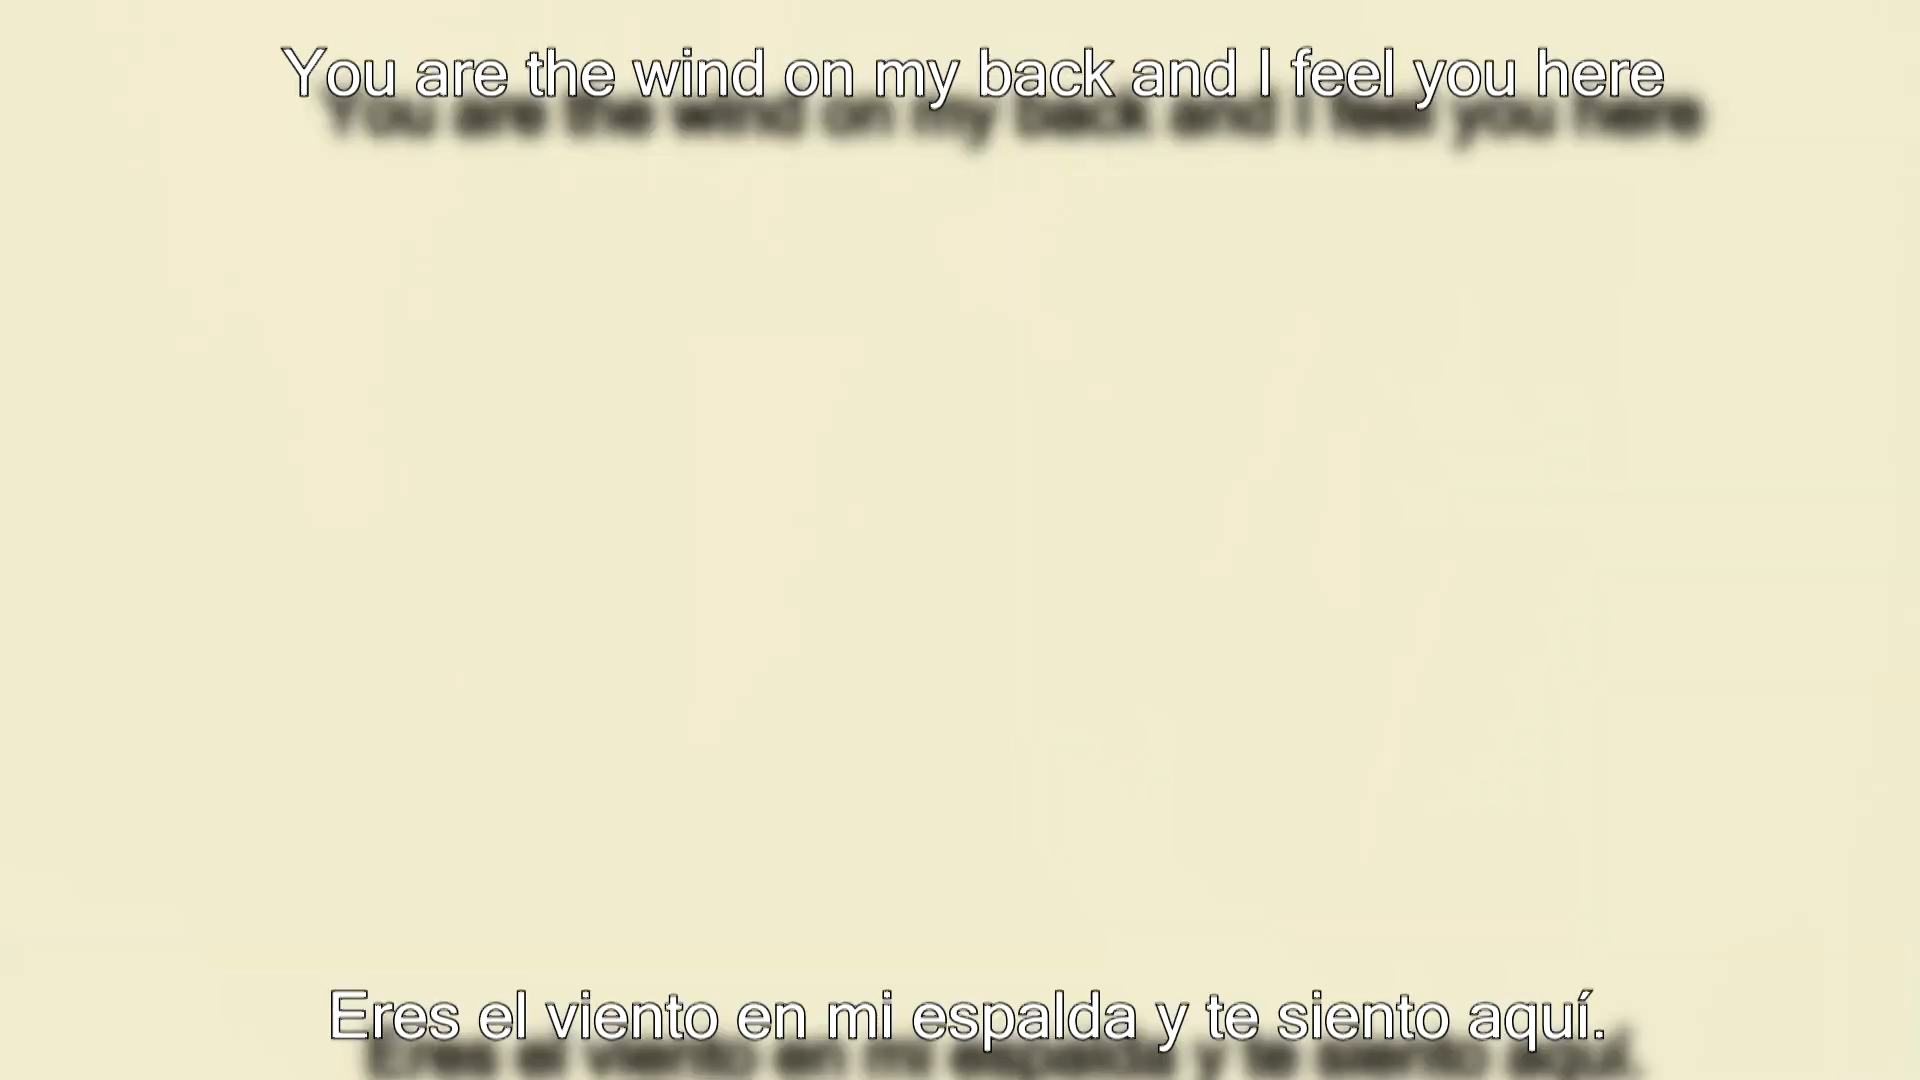 You are the wind on my back and I feel you here
Eres el viento en mi espalda y te siento aquí.